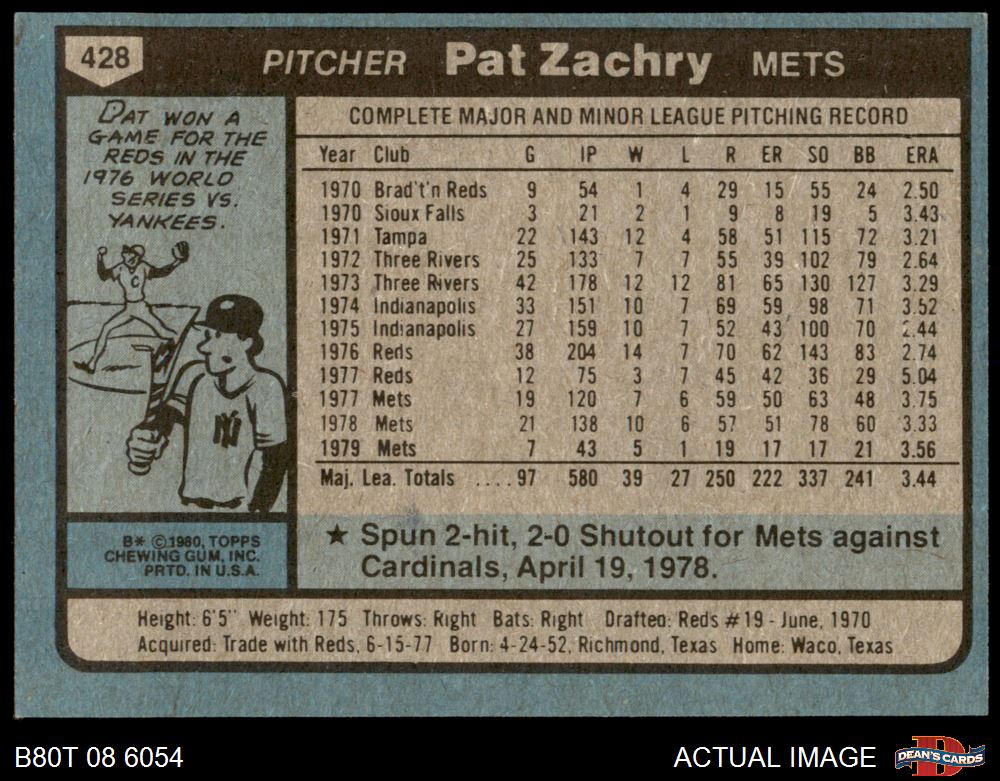 428 PITCHER Pat Zachry METS
PAT WON A
GAME FOR THE
REDS IN THE
1976 WORLD
SERIES VS.
YANKEES.
C
NY
COMPLETE MAJOR AND MINOR LEAGUE PITCHING RECORD
Year Club G IP W L R ER SO BB ERA
1970 Brad't'n Reds 9 54 1 4 29 15 55 24 2.50
1970 Sioux Falls 3 21 2 1 9 8 19 5 3.43
1971 Tampa 22 143 12 4 58 51 115 72 3.21
1972 Three Rivers 25 133 7 7 55 39 102 79 2.64
1973 Three Rivers 42 178 12 12 81 65 130 127 3.29
1974 Indianapolis 33 151 10 7 69 59 98 71 3.52
1975 Indianapolis 27 159 10 7 52 43 100 70 2.44
1976 Reds 38 204 14 7 70 62 143 83 2.74
1977 Reds 12 75 3 7 45 42 36 29 5.04
1977 Mets 19 120 7 6 59 50 63 48 3.75
1978 Mets 21 138 10 6 57 51 78 60 3.33
1979 Mets 7 43 5 1 19 17 17 21 3.56
Maj. Lea. Totals ....97 580 39 27 250 222 337 241 3.44
B* ©1980, TOPPS
CHEWING GUM, INC.
PRTD. IN U.S.A.
★ Spun 2-hit, 2-0 Shutout for Mets against
Cardinals, April 19, 1978.
Height: 6'5" Weight: 175 Throws: Right Bats: Right Drafted: Reds #19 - June, 1970
Acquired: Trade with Reds, 6-15-77 Born: 4-24-52, Richmond, Texas Home: Waco, Texas
B80T 08 6054 ACTUAL IMAGE
D
DEAN'S CARDS